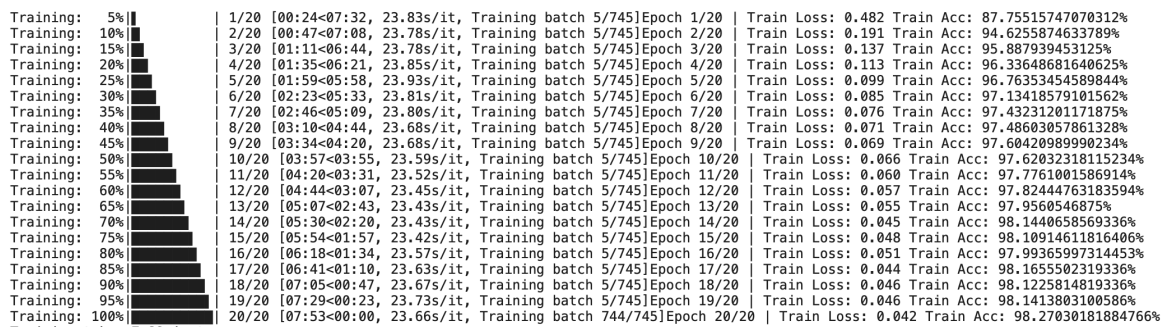 Training:   5%|█         | 1/20 [00:24<07:32, 23.83s/it, Training batch 5/745]Epoch 1/20 | Train Loss: 0.482 Train Acc: 87.75515747070312%
Training:  10%|█         | 2/20 [00:47<07:08, 23.78s/it, Training batch 5/745]Epoch 2/20 | Train Loss: 0.191 Train Acc: 94.6255874633789%
Training:  15%|██        | 3/20 [01:11<06:44, 23.78s/it, Training batch 5/745]Epoch 3/20 | Train Loss: 0.137 Train Acc: 95.887939453125%
Training:  20%|██        | 4/20 [01:35<06:21, 23.85s/it, Training batch 5/745]Epoch 4/20 | Train Loss: 0.113 Train Acc: 96.33648681640625%
Training:  25%|███       | 5/20 [01:59<05:58, 23.93s/it, Training batch 5/745]Epoch 5/20 | Train Loss: 0.099 Train Acc: 96.76353454589844%
Training:  30%|███       | 6/20 [02:23<05:33, 23.81s/it, Training batch 5/745]Epoch 6/20 | Train Loss: 0.085 Train Acc: 97.13418579101562%
Training:  35%|████      | 7/20 [02:46<05:09, 23.80s/it, Training batch 5/745]Epoch 7/20 | Train Loss: 0.076 Train Acc: 97.43231201171875%
Training:  40%|████      | 8/20 [03:10<04:44, 23.68s/it, Training batch 5/745]Epoch 8/20 | Train Loss: 0.071 Train Acc: 97.48603057861328%
Training:  45%|█████     | 9/20 [03:34<04:20, 23.68s/it, Training batch 5/745]Epoch 9/20 | Train Loss: 0.069 Train Acc: 97.60420989990234%
Training:  50%|█████     | 10/20 [03:57<03:55, 23.59s/it, Training batch 5/745]Epoch 10/20 | Train Loss: 0.066 Train Acc: 97.62032318115234%
Training:  55%|██████    | 11/20 [04:20<03:31, 23.52s/it, Training batch 5/745]Epoch 11/20 | Train Loss: 0.060 Train Acc: 97.7761001586914%
Training:  60%|██████    | 12/20 [04:44<03:07, 23.45s/it, Training batch 5/745]Epoch 12/20 | Train Loss: 0.057 Train Acc: 97.82444763183594%
Training:  65%|███████   | 13/20 [05:07<02:43, 23.43s/it, Training batch 5/745]Epoch 13/20 | Train Loss: 0.055 Train Acc: 97.9560546875%
Training:  70%|███████   | 14/20 [05:30<02:20, 23.43s/it, Training batch 5/745]Epoch 14/20 | Train Loss: 0.045 Train Acc: 98.1440658569336%
Training:  75%|████████  | 15/20 [05:54<01:57, 23.42s/it, Training batch 5/745]Epoch 15/20 | Train Loss: 0.048 Train Acc: 98.10914611816406%
Training:  80%|████████  | 16/20 [06:18<01:34, 23.57s/it, Training batch 5/745]Epoch 16/20 | Train Loss: 0.051 Train Acc: 97.99365997314453%
Training:  85%|█████████ | 17/20 [06:41<01:10, 23.63s/it, Training batch 5/745]Epoch 17/20 | Train Loss: 0.044 Train Acc: 98.1655502319336%
Training:  90%|█████████ | 18/20 [07:05<00:47, 23.67s/it, Training batch 5/745]Epoch 18/20 | Train Loss: 0.046 Train Acc: 98.1225814819336%
Training:  95%|██████████| 19/20 [07:29<00:23, 23.73s/it, Training batch 5/745]Epoch 19/20 | Train Loss: 0.046 Train Acc: 98.1413803100586%
Training: 100%|██████████| 20/20 [07:53<00:00, 23.66s/it, Training batch 744/745]Epoch 20/20 | Train Loss: 0.042 Train Acc: 98.27030181884766%